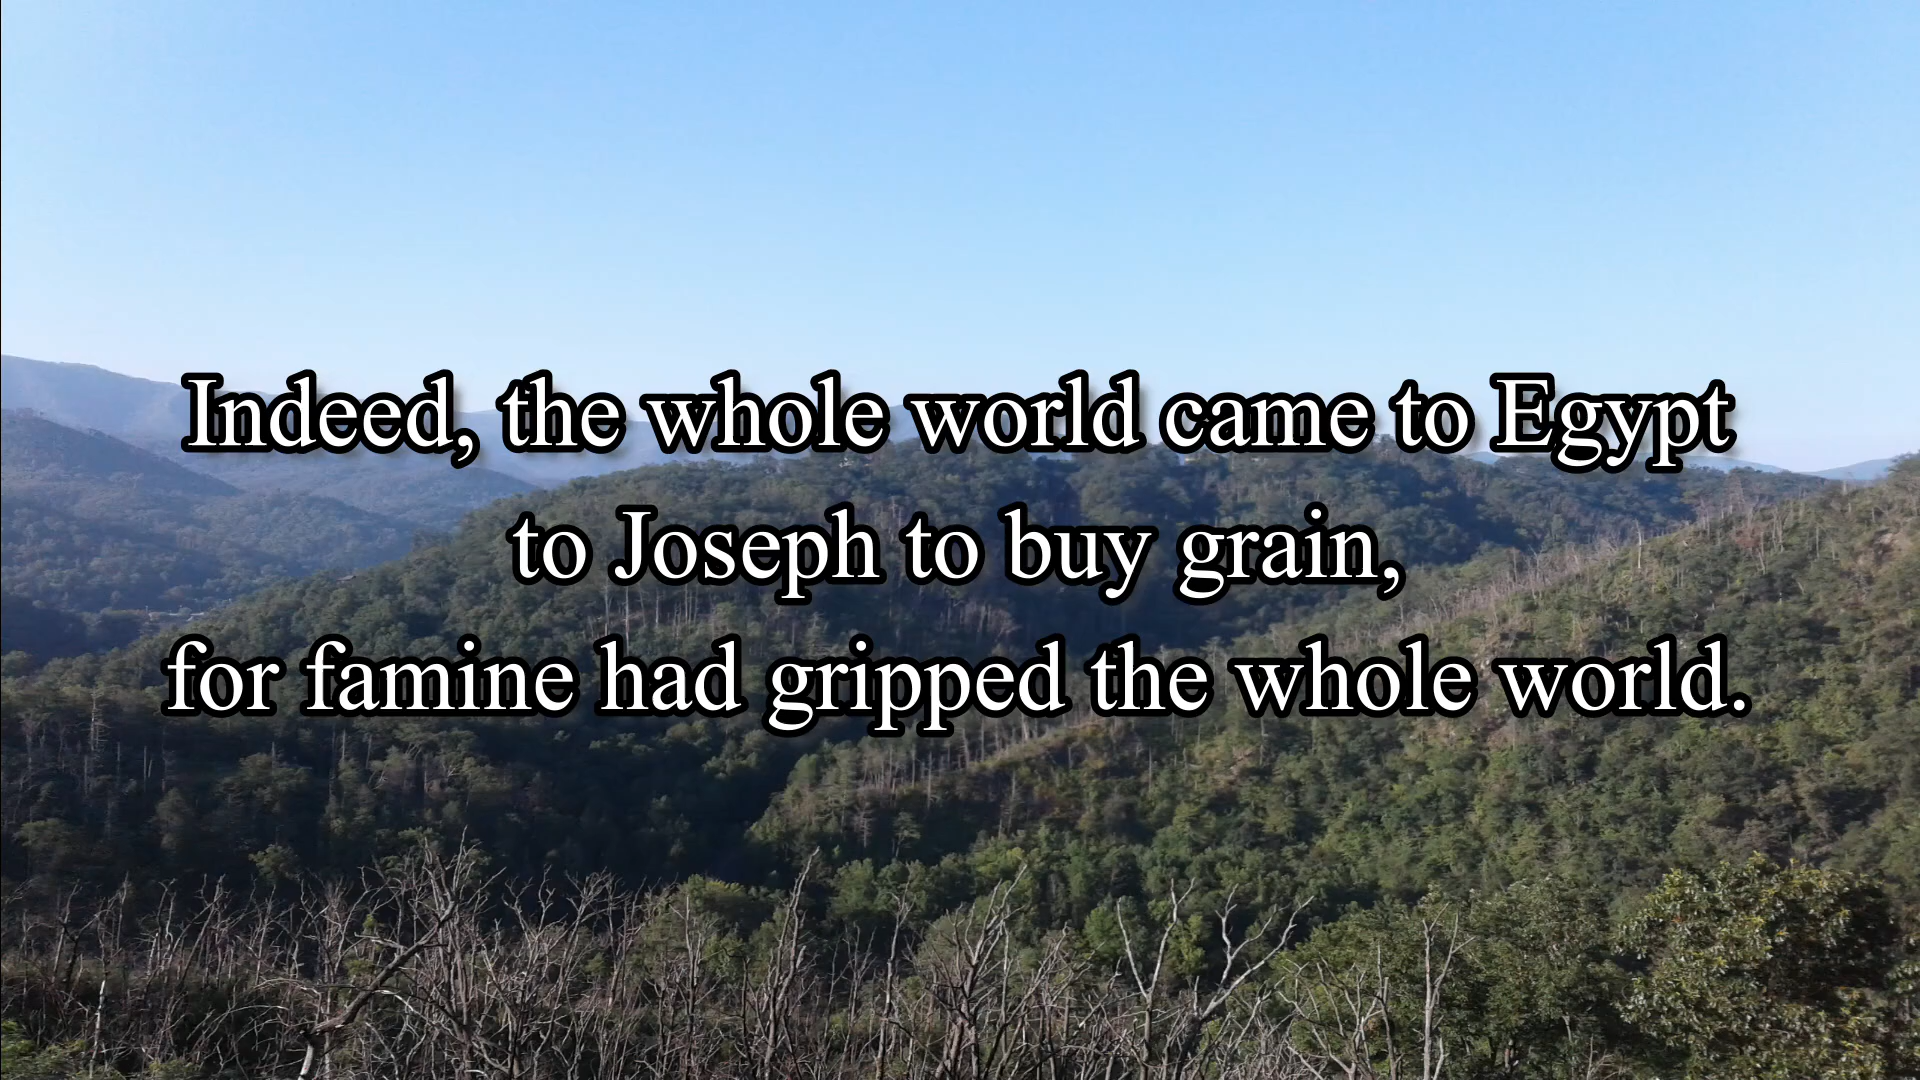 Indeed, the whole world came to Egypt
to Joseph to buy grain,
for famine had gripped the whole world.